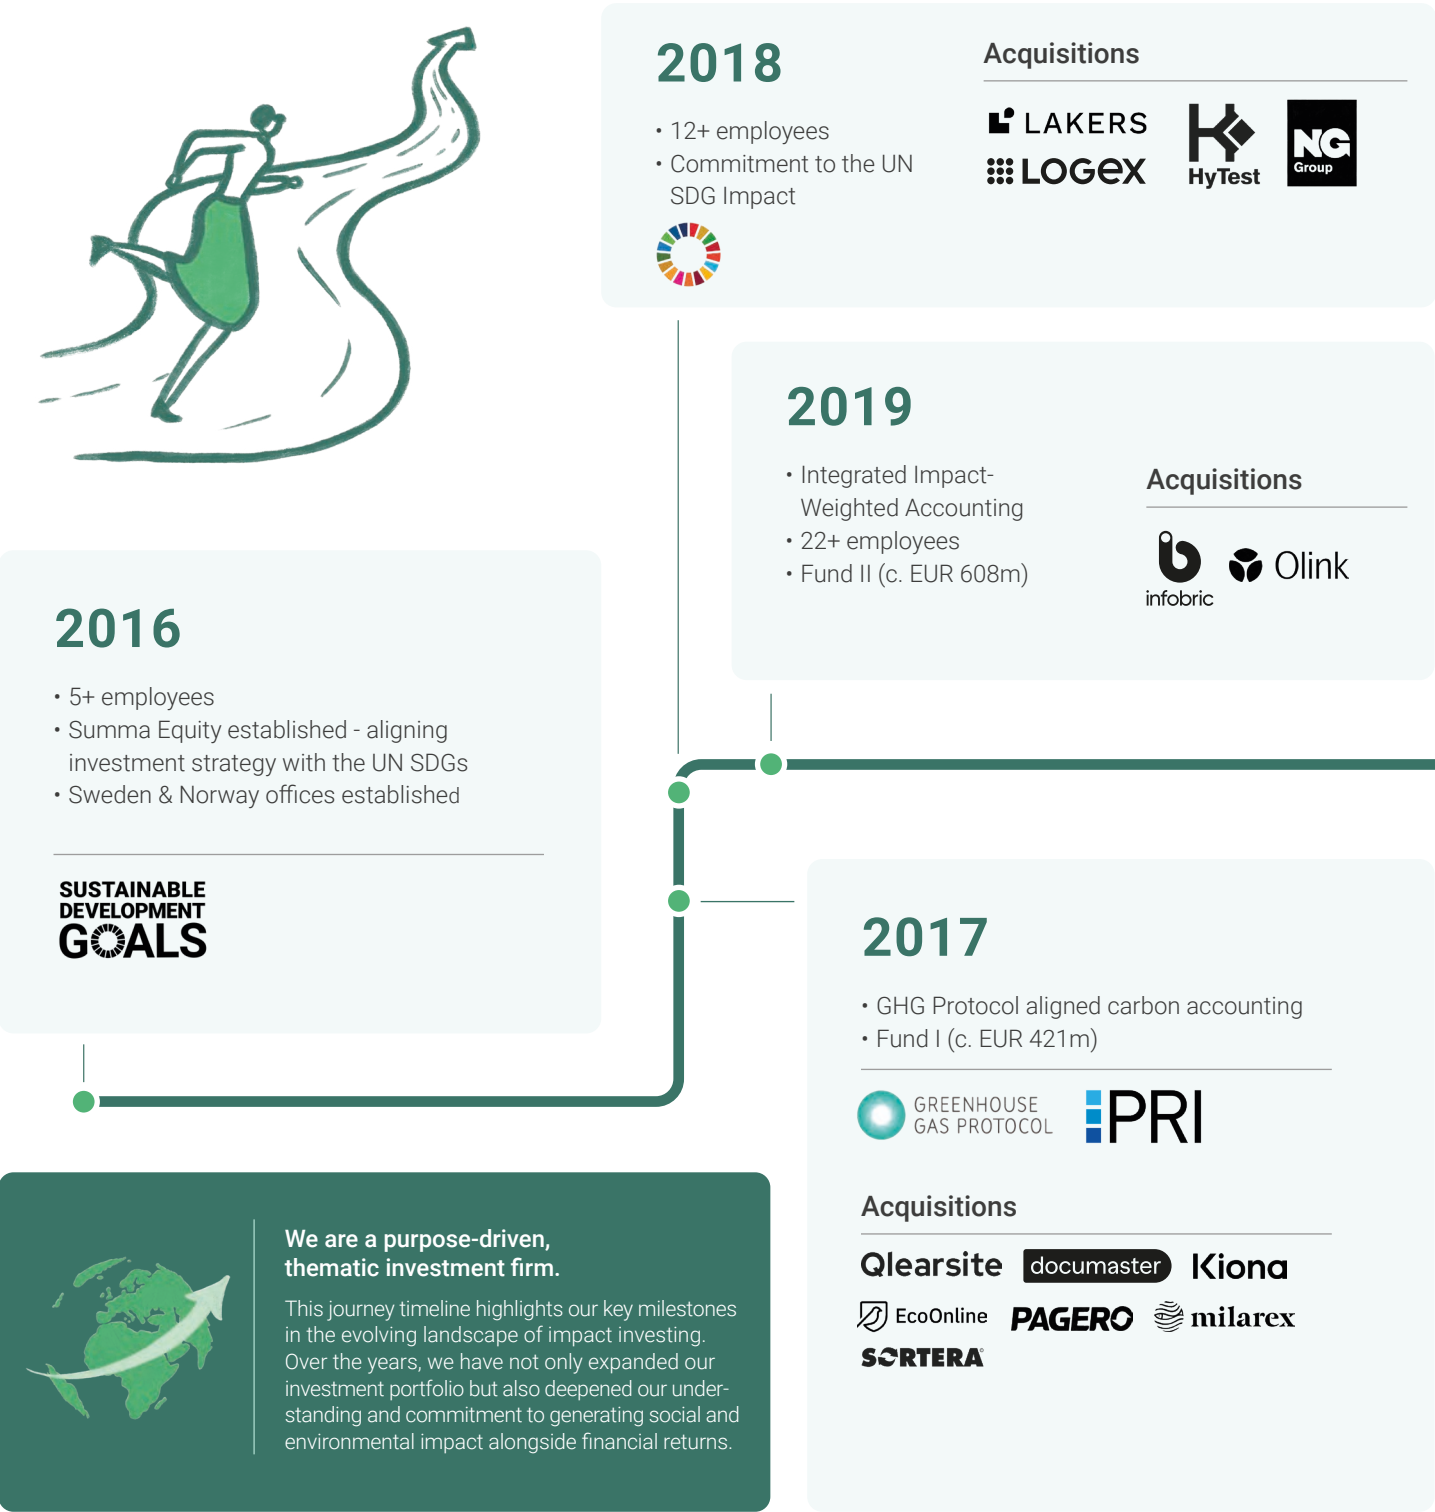 2018
• 12+ employees
• Commitment to the UN
SDG Impact
Acquisitions
LAKERS
LOGEX
HyTest
NG
Group
2019
• Integrated Impact-
Weighted Accounting
• 22+ employees
• Fund II (c. EUR 608m)
Acquisitions
infobric
Olink
2016
• 5+ employees
• Summa Equity established - aligning
investment strategy with the UN SDGs
• Sweden & Norway offices established
SUSTAINABLE
DEVELOPMENT
GOALS
2017
• GHG Protocol aligned carbon accounting
• Fund I (c. EUR 421m)
GREENHOUSE
GAS PROTOCOL
PRI
Acquisitions
Qlearsite documaster Kiona
EcoOnline PAGERO milarex
SORTERA
We are a purpose-driven,
thematic investment firm.
This journey timeline highlights our key milestones
in the evolving landscape of impact investing.
Over the years, we have not only expanded our
investment portfolio but also deepened our under-
standing and commitment to generating social and
environmental impact alongside financial returns.